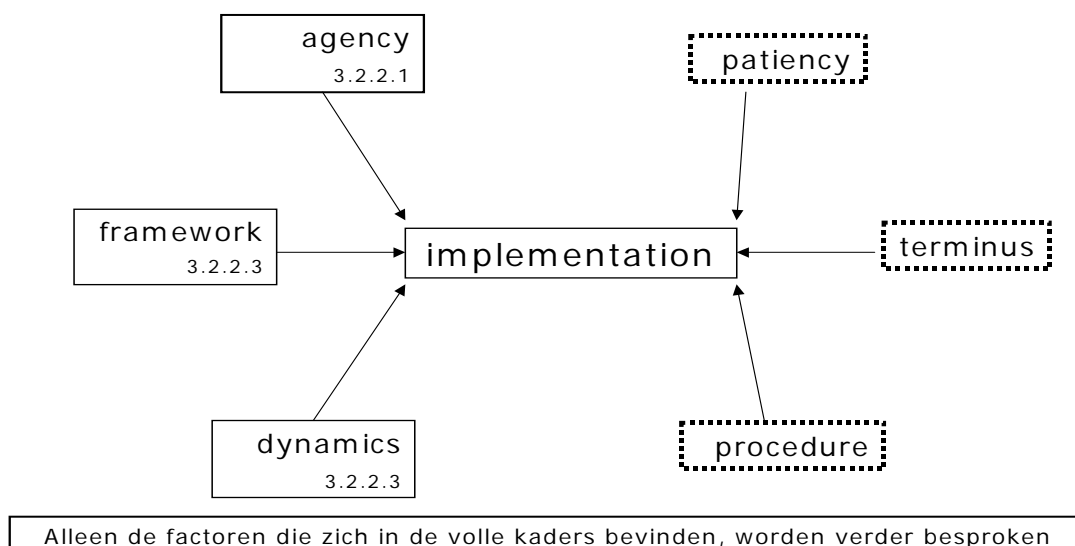 agency
3.2.2.1
patiency
framework
3.2.2.3
implementation
terminus
dynamics
3.2.2.3
procedure
Alleen de factoren die zich in de volle kaders bevinden, worden verder besproken